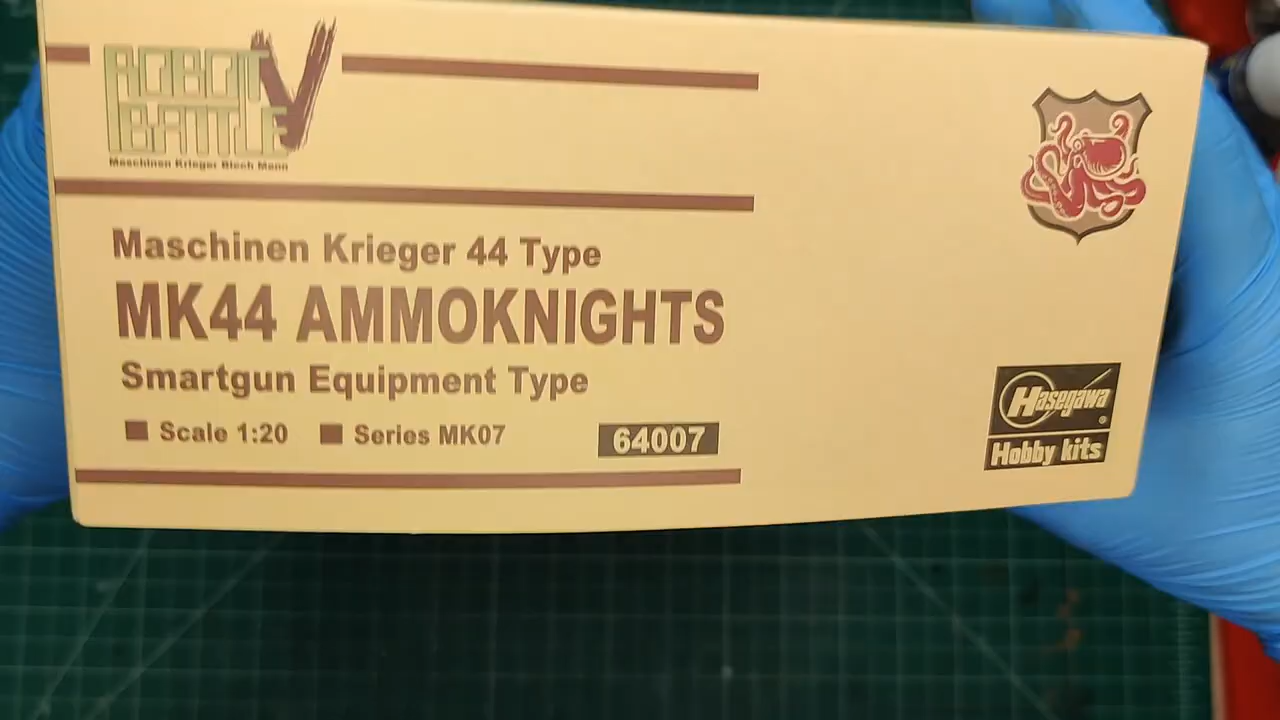 ROBOT
BATTLE V
Maschinen Krieger Blech Mann
Maschinen Krieger 44 Type
MK44 AMMOKNIGHTS
Smartgun Equipment Type
Scale 1:20 Series MK07 64007
Hasegawa
Hobby kits